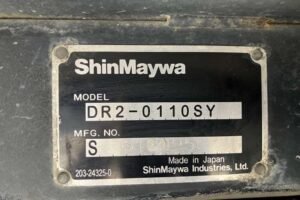 ShinMaywa
MODEL
DR2-0110SY
MFG. NO.
S
Made in Japan
203-24325-0
ShinMaywa Industries, Ltd.